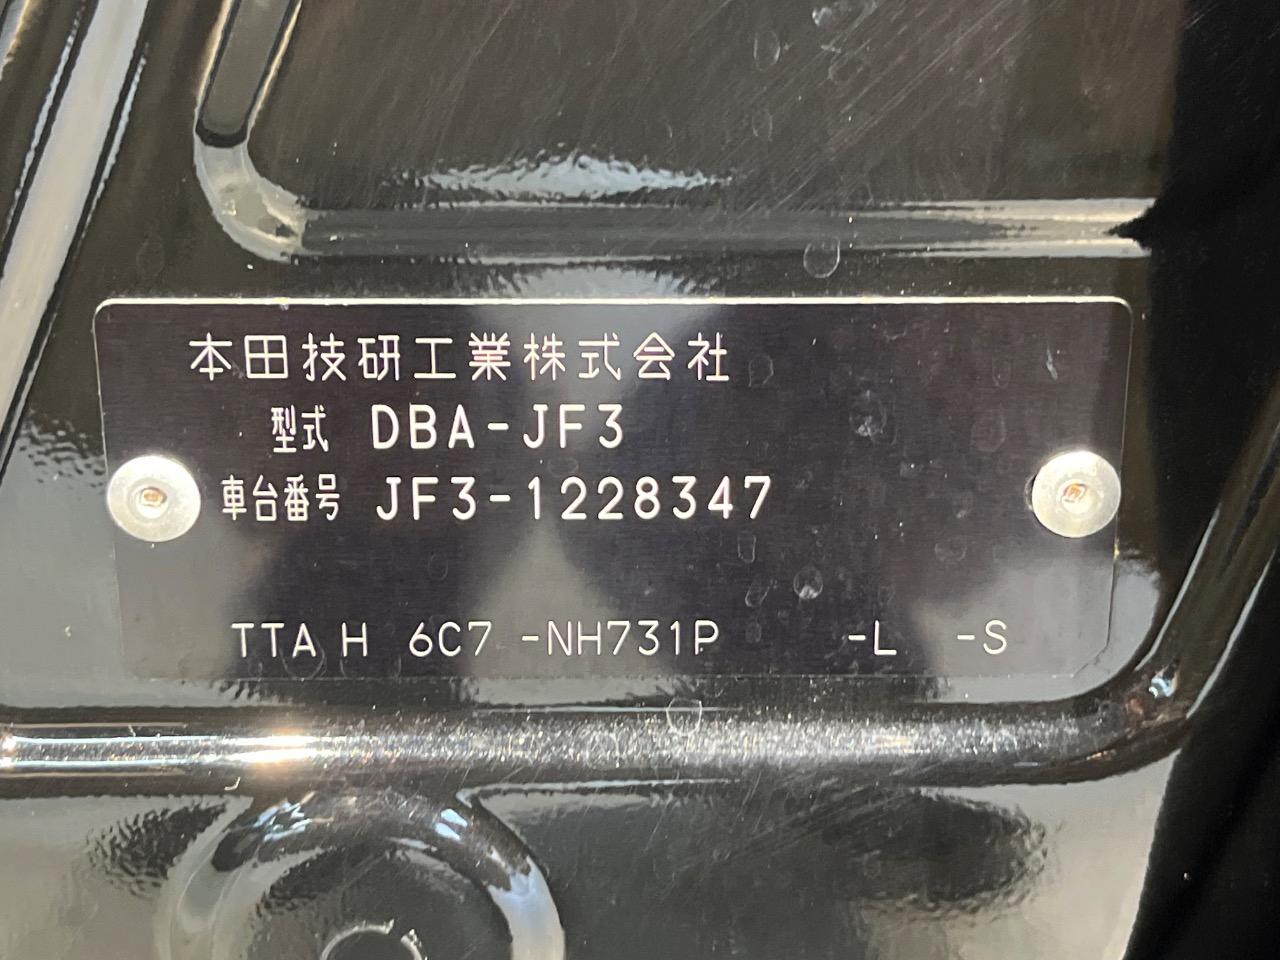 本田技研工業株式会社
型式 DBA-JF3
車台番号 JF3-1228347
TTA H 6C7 -NH731P -L -S